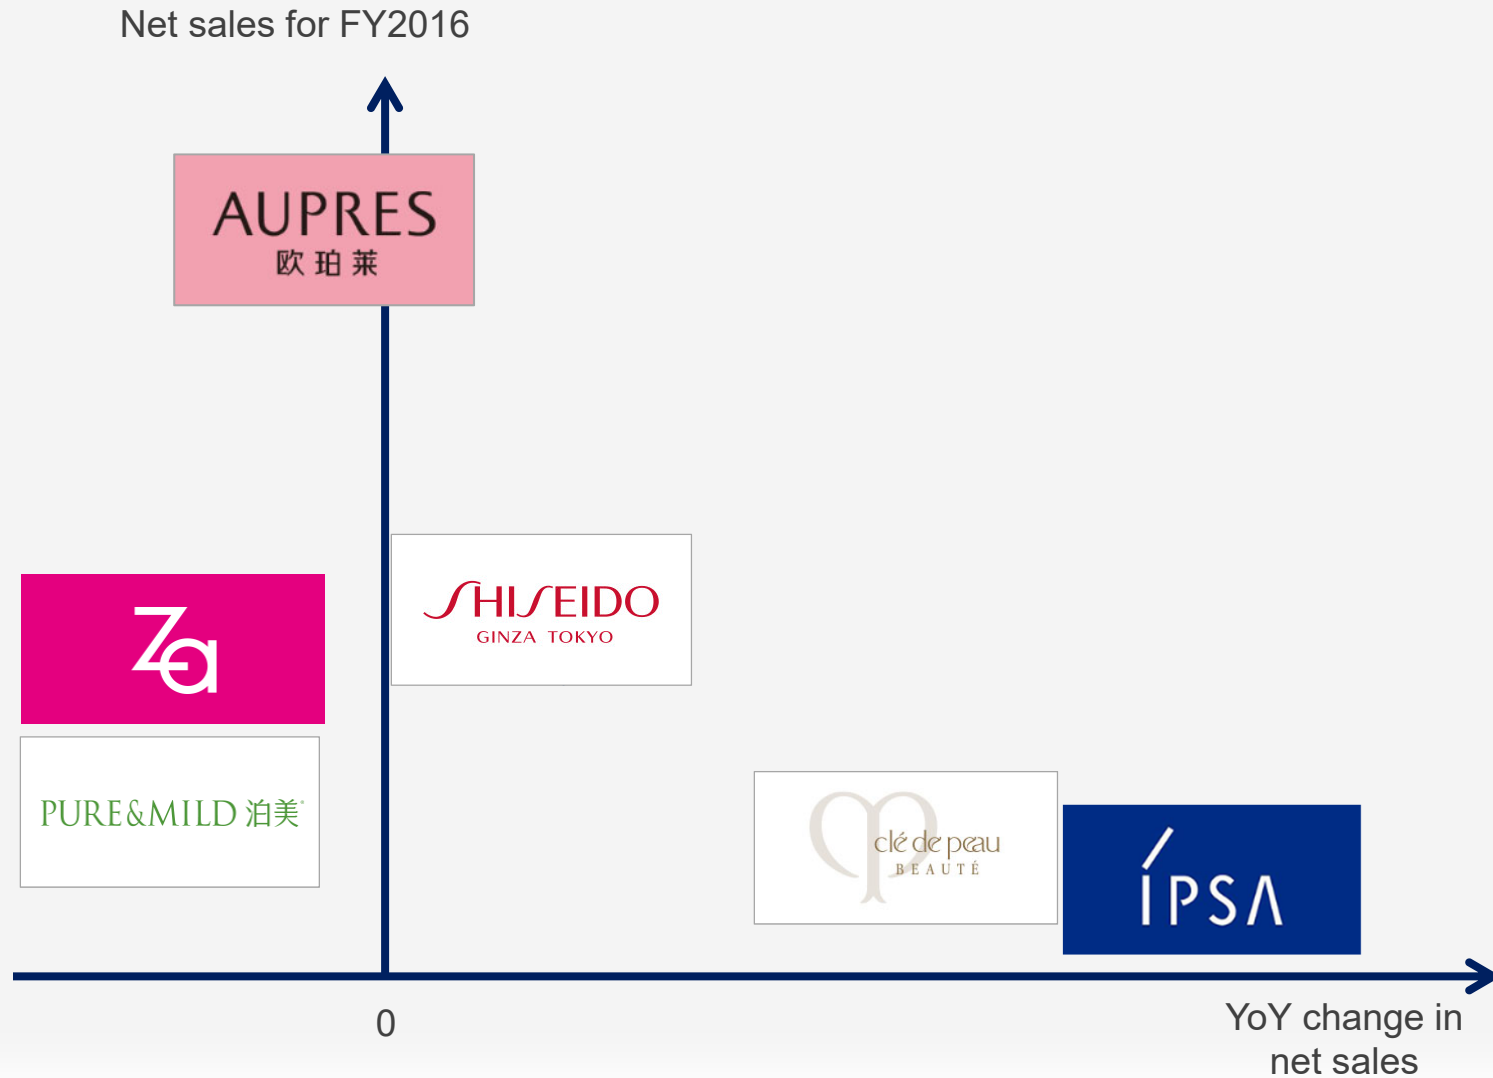 Net sales for FY2016
AUPRES
欧珀莱
SHISEIDO
GINZA TOKYO
Za
PURE&MILD 泊美
clé de peau
BEAUTÉ
ÍPSA
0
YoY change in
net sales